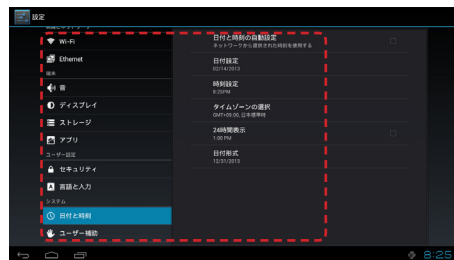 設定
Wi-Fi
Ethernet
端末
音
ディスプレイ
ストレージ
アプリ
ユーザー設定
セキュリティ
言語と入力
システム
日付と時刻
ユーザー補助
日付と時刻の自動設定
ネットワークから提供された時刻を使用する
日付設定
02/14/2013
時刻設定
8:25PM
タイムゾーンの選択
GMT+09:00, 日本標準時
24時間表示
1:00 PM
日付形式
12/31/2013
8:25